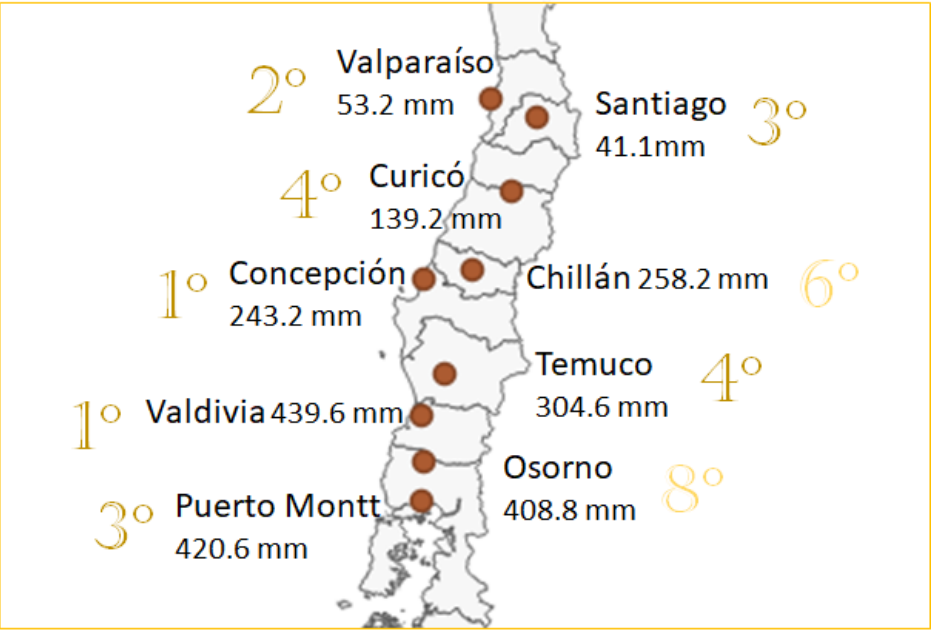 Valparaíso
2°
53.2 mm
Santiago
3°
41.1mm
Curicó
4°
139.2 mm
Concepción
1°
243.2 mm
Chillán 258.2 mm
6°
Temuco
4°
304.6 mm
1°
Valdivia 439.6 mm
Osorno
8°
408.8 mm
Puerto Montt
3°
420.6 mm